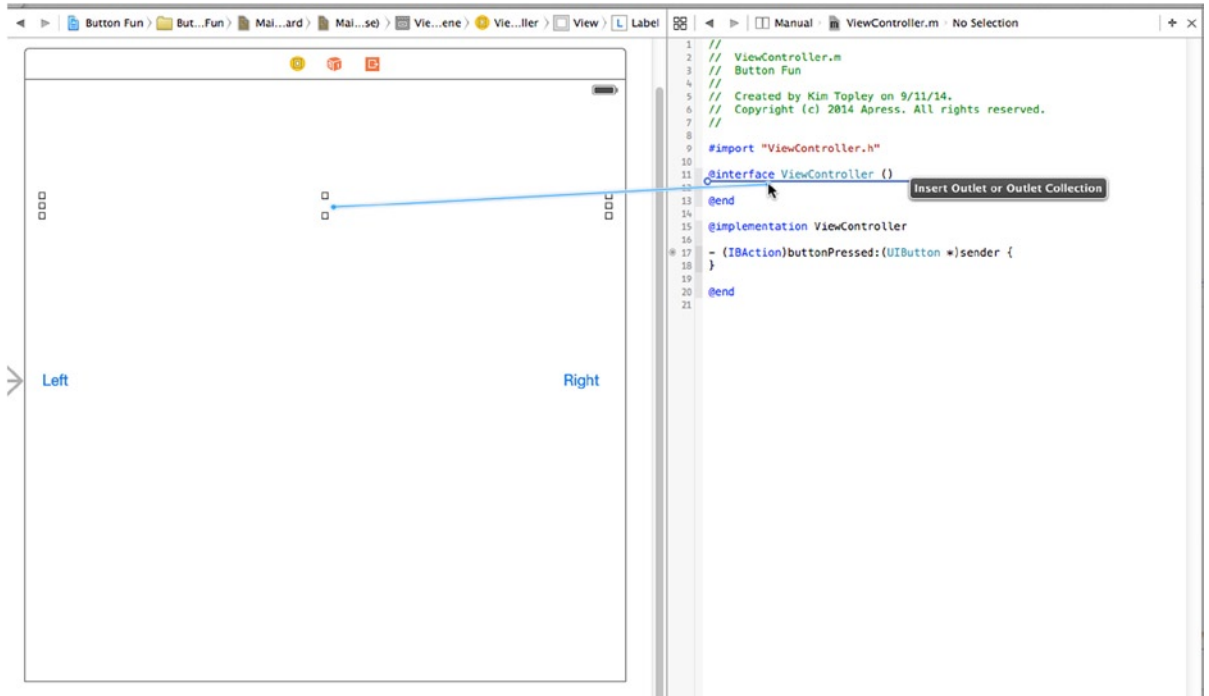 Button Fun But...Fun Mai...ard Mai...se) Vie...ene Vie...ller View L Label
Manual m ViewController.m No Selection
1 //
2 // ViewController.m
3 // Button Fun
4 //
5 // Created by Kim Topley on 9/11/14.
6 // Copyright (c) 2014 Apress. All rights reserved.
7 //
8
9 #import "ViewController.h"
10
11 @interface ViewController ()
12
Insert Outlet or Outlet Collection
13 @end
14
15 @implementation ViewController
16
17 - (IBAction)buttonPressed:(UIButton *)sender {
18 }
19
20 @end
21
Left
Right